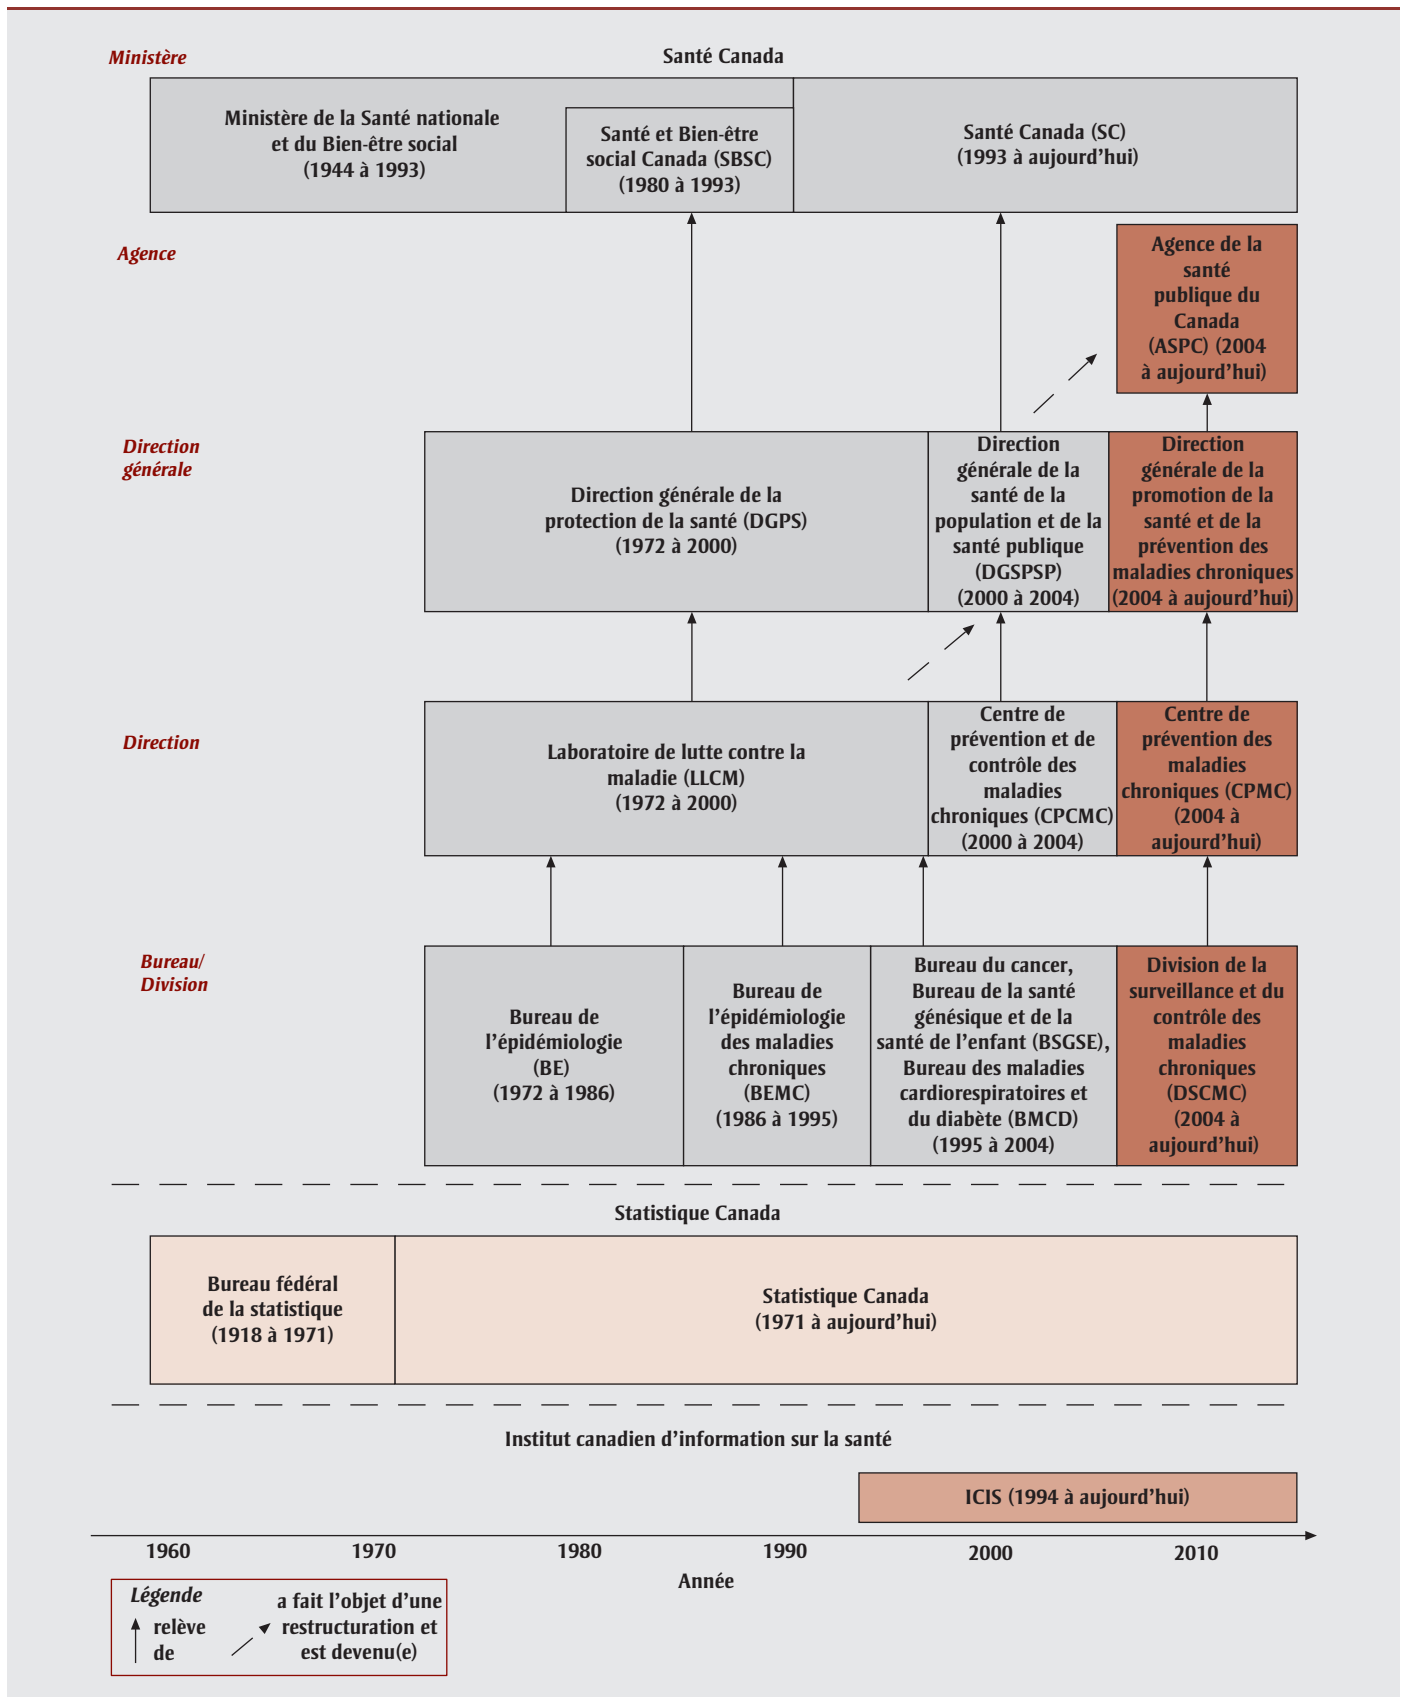 Ministère
Santé Canada
Ministère de la Santé nationale
et du Bien-être social
(1944 à 1993)
Santé et Bien-être
social Canada (SBSC)
(1980 à 1993)
Santé Canada (SC)
(1993 à aujourd'hui)
Agence
Agence de la
santé
publique du
Canada
(ASPC) (2004
à aujourd'hui)
Direction
générale
Direction générale de la
protection de la santé (DGPS)
(1972 à 2000)
Direction
générale de la
santé de la
population et de la
santé publique
(DGSPSP)
(2000 à 2004)
Direction
générale de la
promotion de la
santé et de la
prévention des
maladies chroniques
(2004 à aujourd'hui)
Direction
Laboratoire de lutte contre la
maladie (LLCM)
(1972 à 2000)
Centre de
prévention et de
contrôle des
maladies
chroniques (CPCMC)
(2000 à 2004)
Centre de
prévention des
maladies
chroniques (CPMC)
(2004 à
aujourd'hui)
Bureau/
Division
Bureau de
l'épidémiologie
(BE)
(1972 à 1986)
Bureau de
l'épidémiologie
des maladies
chroniques
(BEMC)
(1986 à 1995)
Bureau du cancer,
Bureau de la santé
génésique et de la
santé de l'enfant (BSGSE),
Bureau des maladies
cardiorespiratoires et
du diabète (BMCD)
(1995 à 2004)
Division de la
surveillance et du
contrôle des
maladies
chroniques
(DSCMC)
(2004 à
aujourd'hui)
Statistique Canada
Bureau fédéral
de la statistique
(1918 à 1971)
Statistique Canada
(1971 à aujourd'hui)
Institut canadien d'information sur la santé
ICIS (1994 à aujourd'hui)
1960 1970 1980 1990 2000 2010
Année
Légende
relève
de
a fait l'objet d'une
restructuration et
est devenu(e)